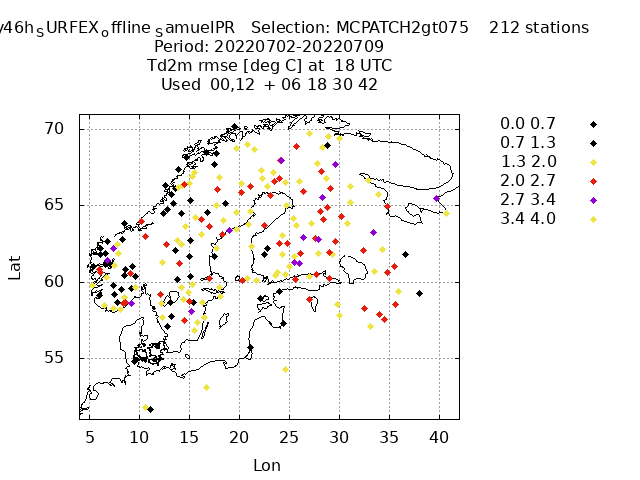 y46hSURFEXoffline samuelPR Selection: MCPATCH2gt075 212 stations
Period: 20220702-20220709
Td2m rmse [deg C] at 18 UTC
Used 00,12 + 06 18 30 42
70
65
60
55
Lat
5 10 15 20 25 30 35 40
Lon
0.0 0.7
0.7 1.3
1.3 2.0
2.0 2.7
2.7 3.4
3.4 4.0